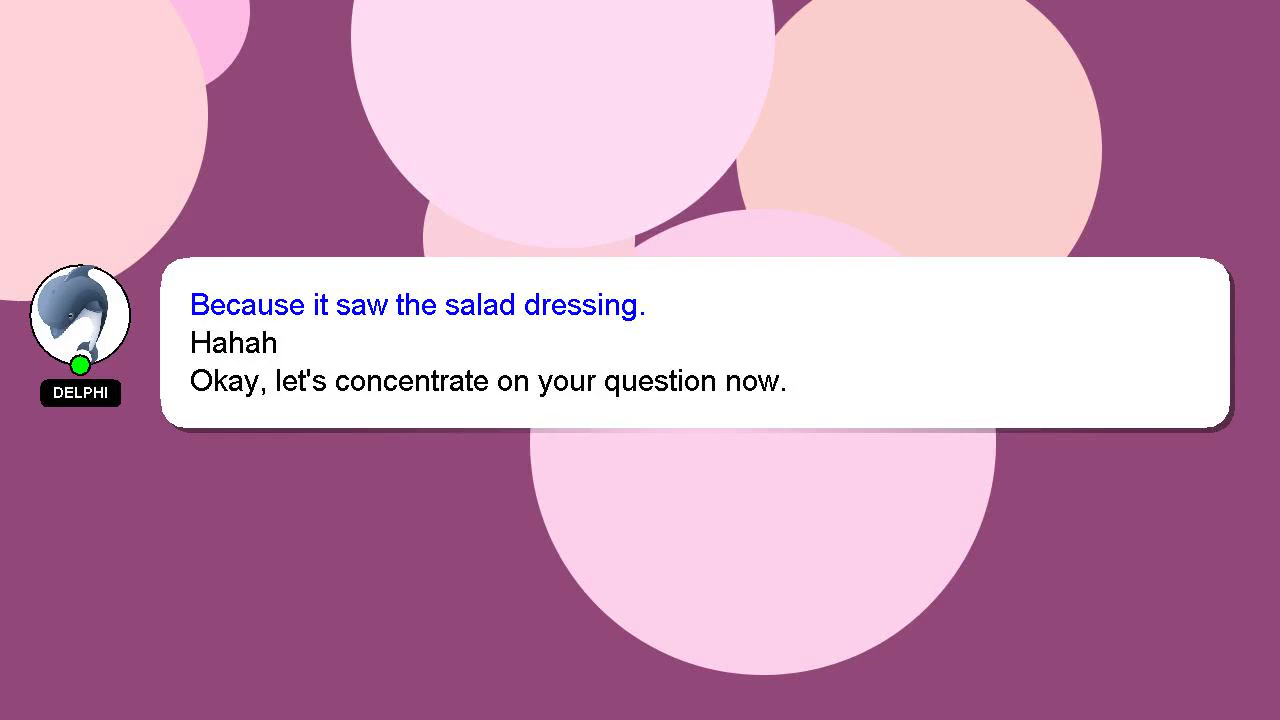 Because it saw the salad dressing.
Hahah
Okay, let's concentrate on your question now.
DELPHI